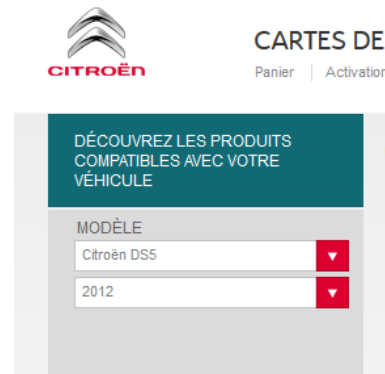 CITROËN
CARTES DE
Panier Activation
DÉCOUVREZ LES PRODUITS
COMPATIBLES AVEC VOTRE
VÉHICULE
MODÈLE
Citroën DS5
2012